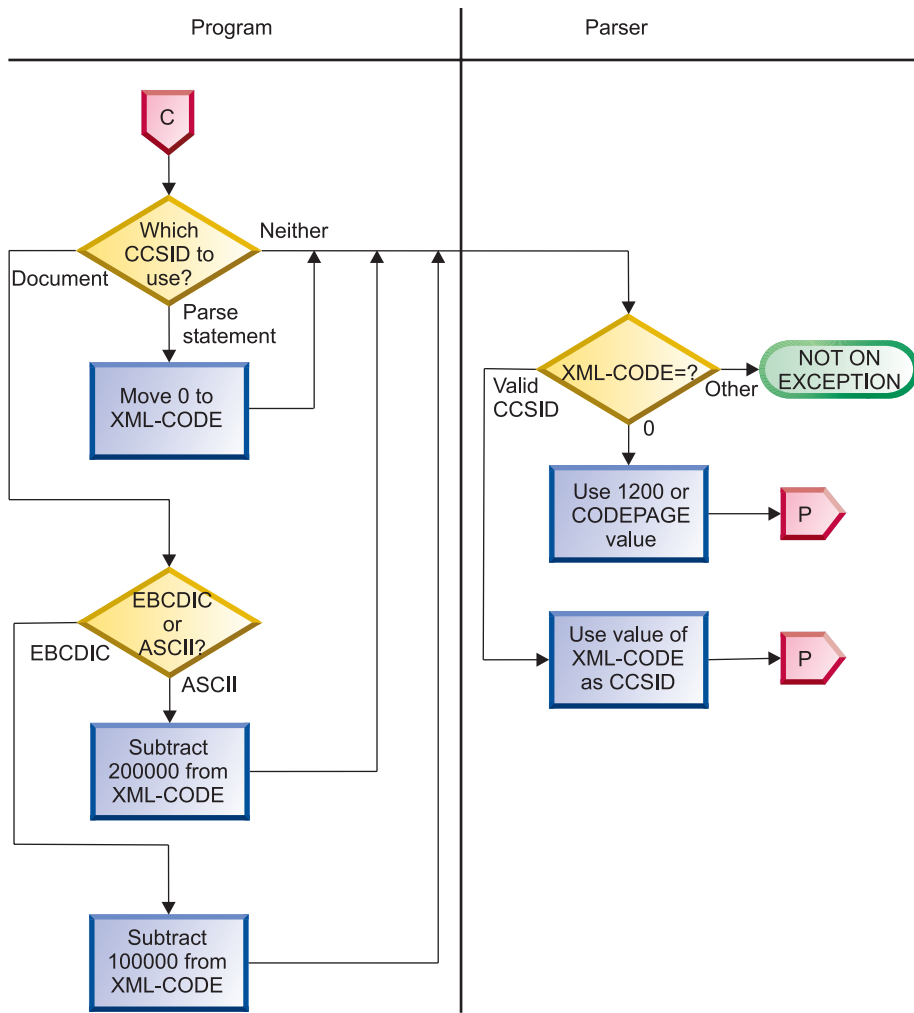 Program
Parser
C
Which
CCSID to
use?
Neither
Document
Parse
statement
Move 0 to
XML-CODE
XML-CODE=?
Valid
CCSID
Other
NOT ON
EXCEPTION
0
Use 1200 or
CODEPAGE
value
P
EBCDIC
or
ASCII?
EBCDIC
ASCII
Use value of
XML-CODE
as CCSID
P
Subtract
200000 from
XML-CODE
Subtract
100000 from
XML-CODE